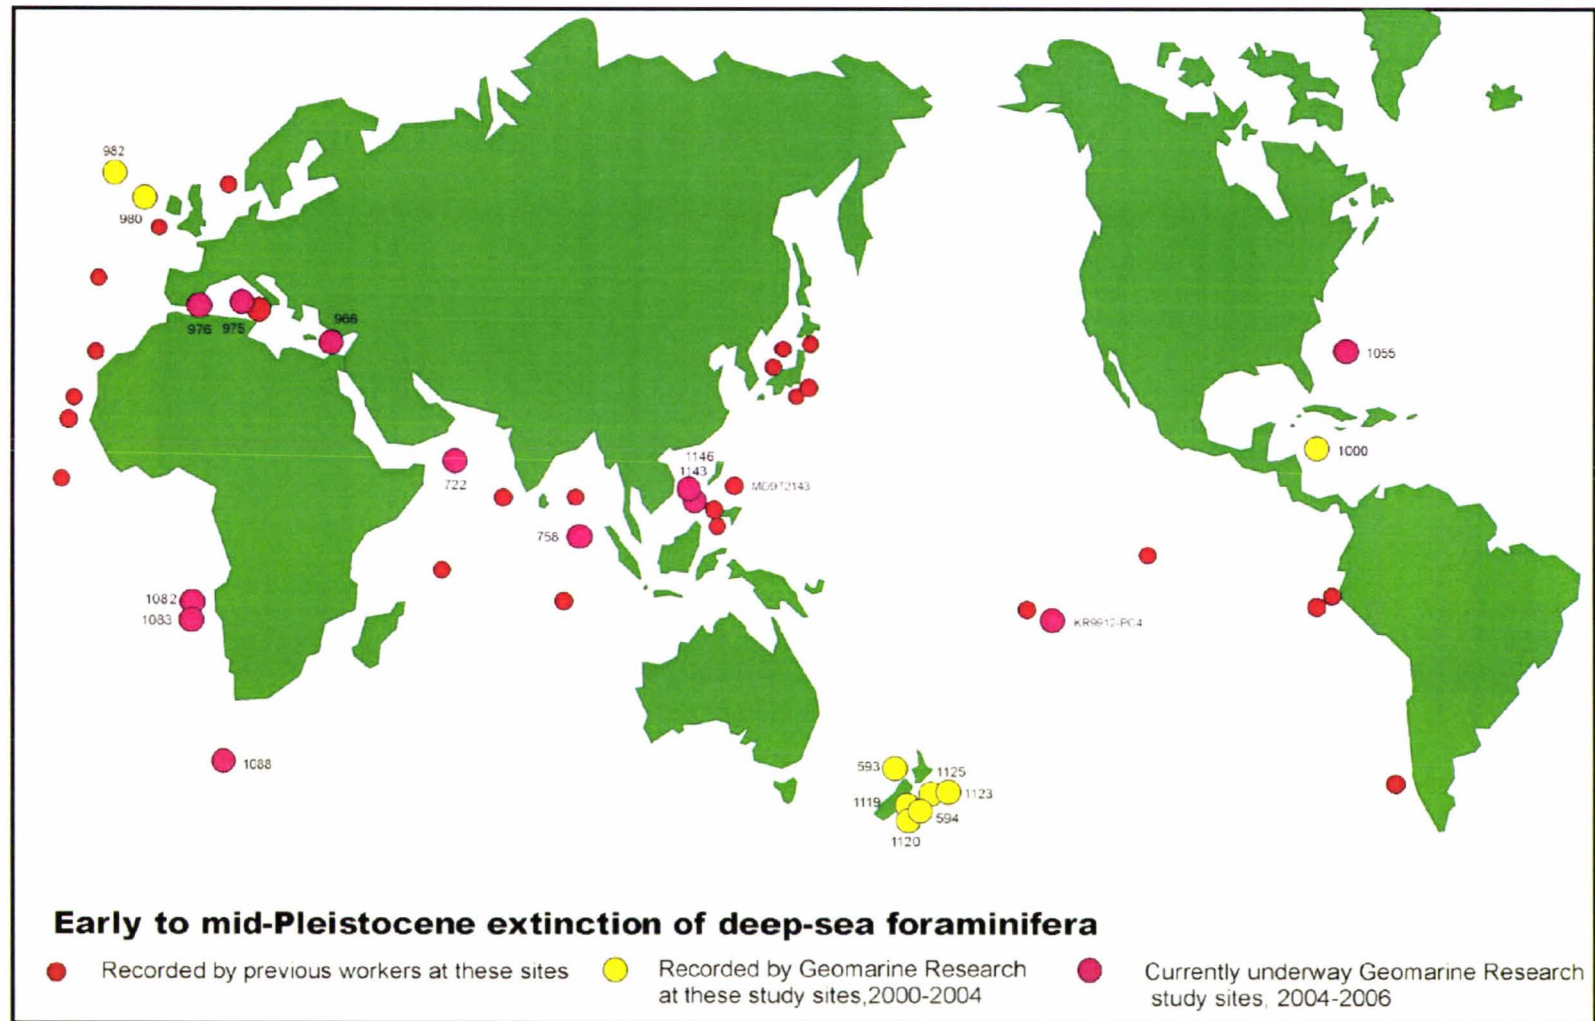 982
980
976
975
966
722
1146
1143
MD972143
758
1082
1083
1088
593
1125
1123
1119
594
1120
KR9912-PC4
1055
1000
Early to mid-Pleistocene extinction of deep-sea foraminifera
Recorded by previous workers at these sites
Recorded by Geomarine Research
at these study sites,2000-2004
Currently underway Geomarine Research
study sites, 2004-2006